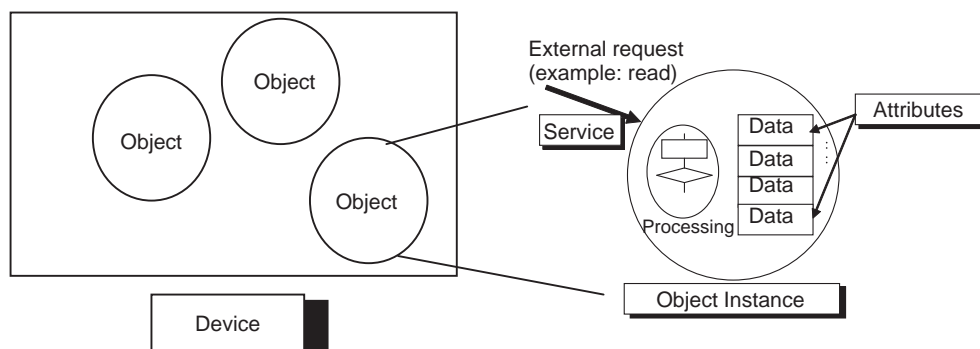 Object
Object
Object
Device
External request
(example: read)
Service
Processing
Data
Data
Data
Data
Attributes
Object Instance